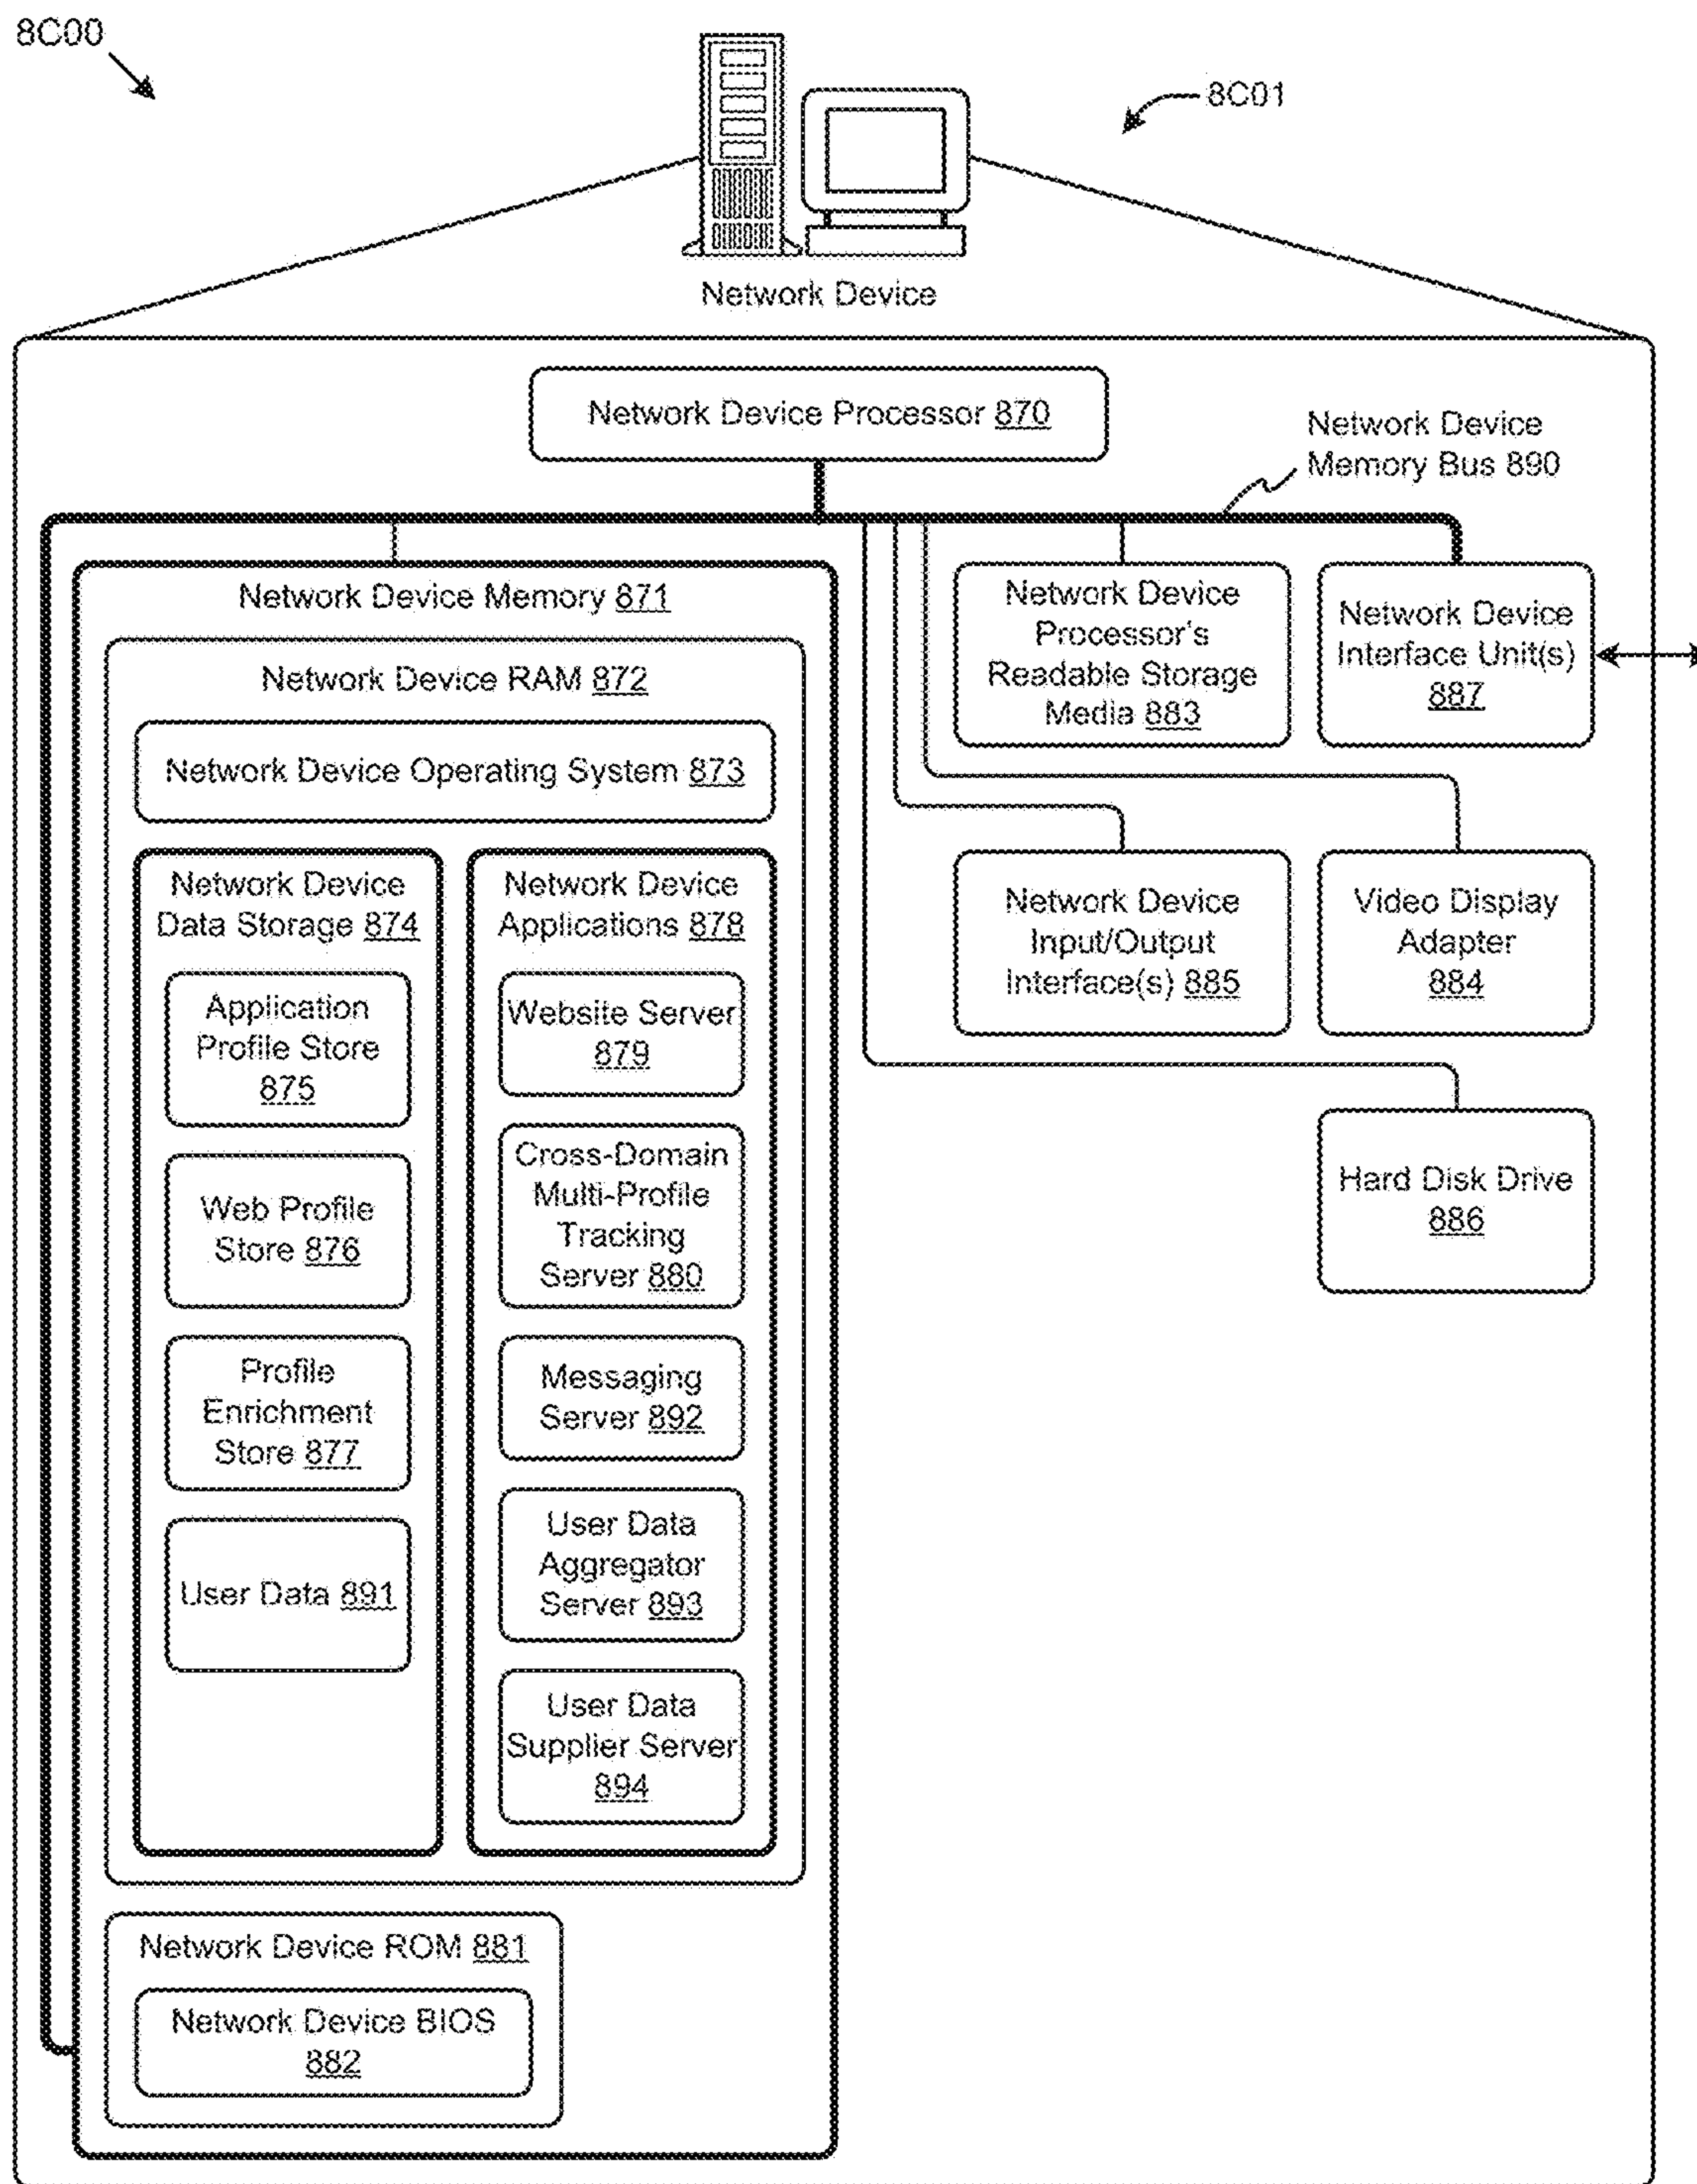 8C00
8C01
Network Device
Network Device Processor 870
Network Device
Memory Bus 890
Network Device Memory 871
Network Device RAM 872
Network Device Operating System 873
Network Device
Data Storage 874
Application
Profile Store
875
Web Profile
Store 876
Profile
Enrichment
Store 877
User Data 891
Network Device
Applications 878
Website Server
879
Cross-Domain
Multi-Profile
Tracking
Server 880
Messaging
Server 892
User Data
Aggregator
Server 893
User Data
Supplier Server
894
Network Device ROM 881
Network Device BIOS
882
Network Device
Processor's
Readable Storage
Media 883
Network Device
Interface Unit(s)
887
Network Device
Input/Output
Interface(s) 885
Video Display
Adapter
884
Hard Disk Drive
886